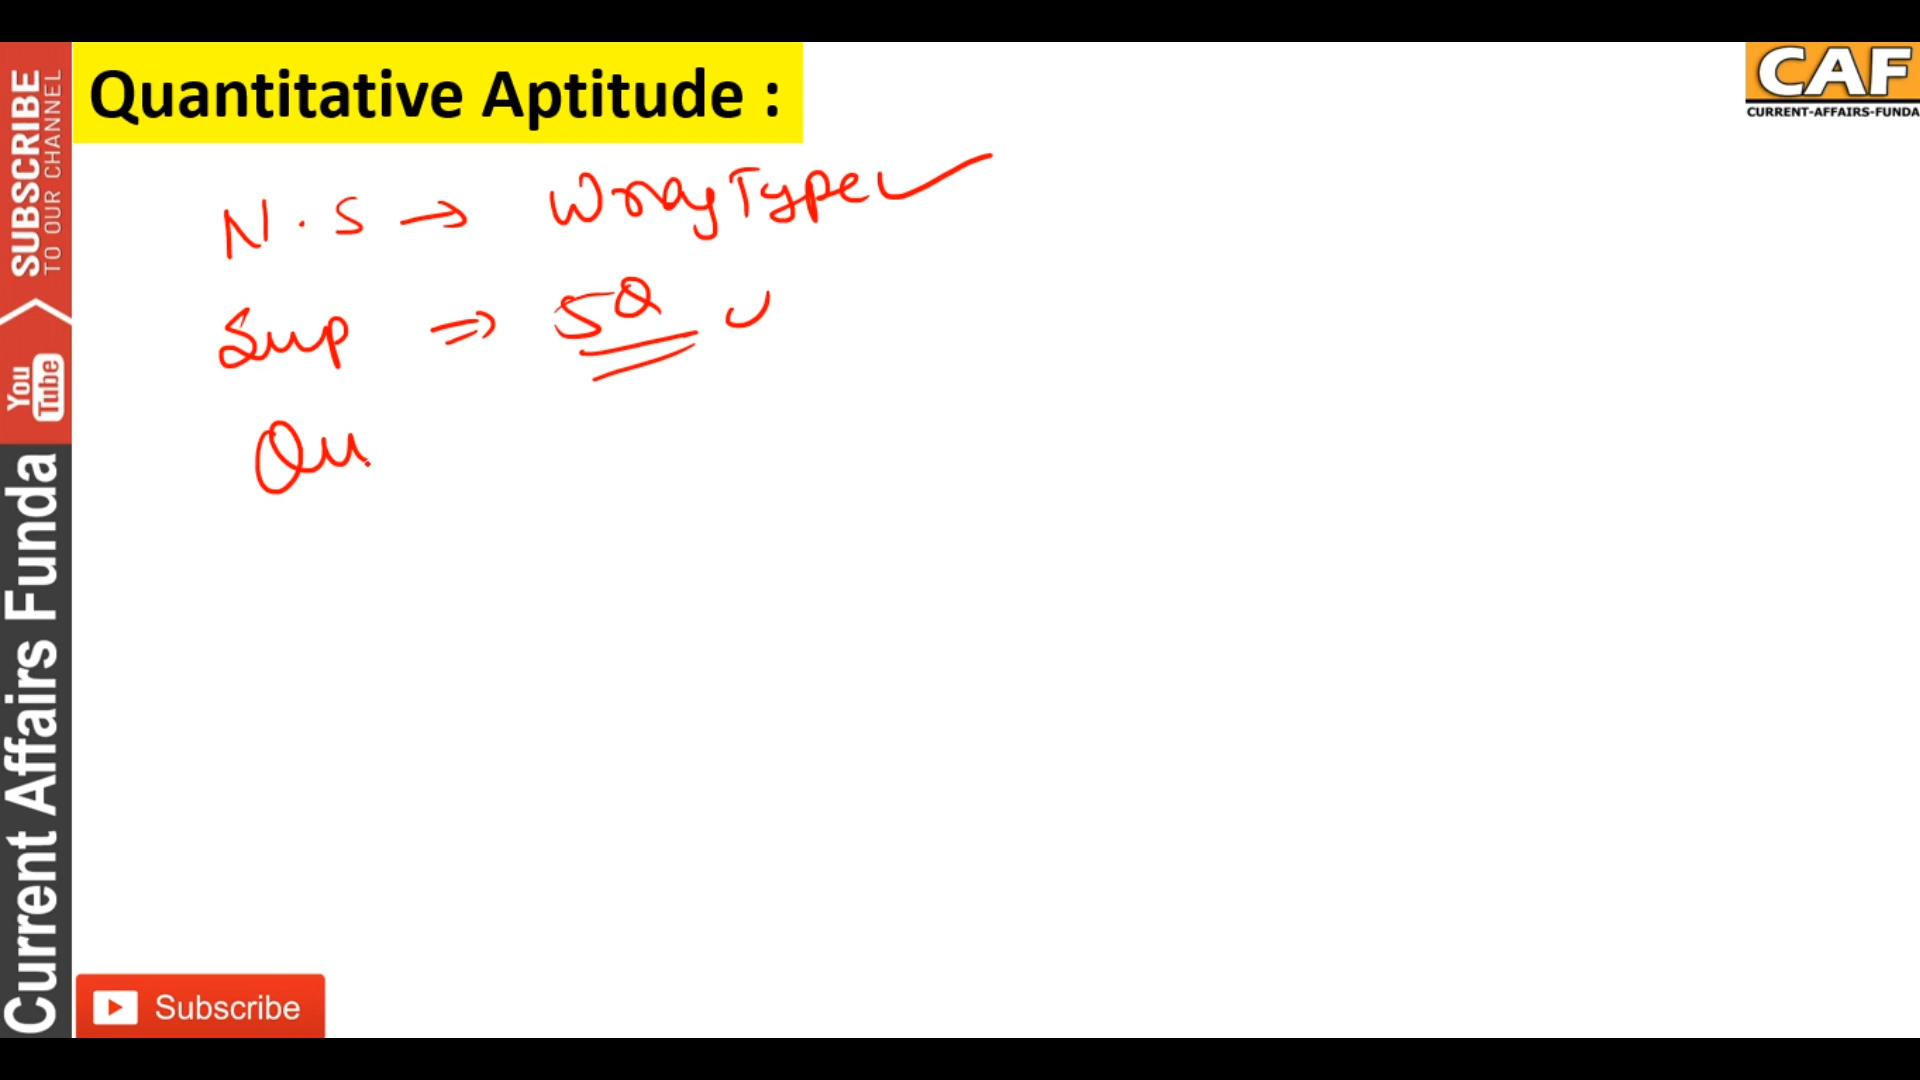 Quantitative Aptitude :
CAF
CURRENT-AFFAIRS-FUNDA
SUBSCRIBE
TO OUR CHANNEL
You
Tube
Current Affairs Funda
N.S → Wrong Type ✓
⇒ 5Q
Qu
Subscribe